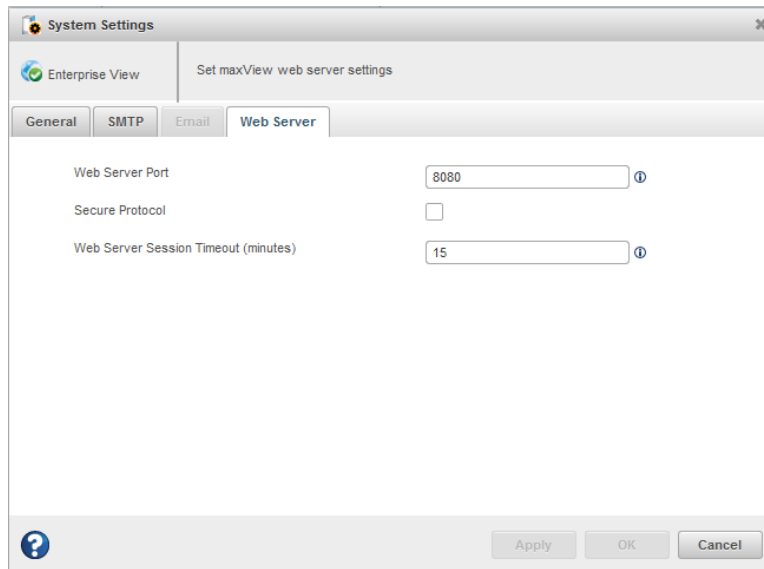 System Settings
Enterprise View
Set maxView web server settings
General SMTP Email Web Server
Web Server Port 8080
Secure Protocol
Web Server Session Timeout (minutes) 15
? Apply OK Cancel